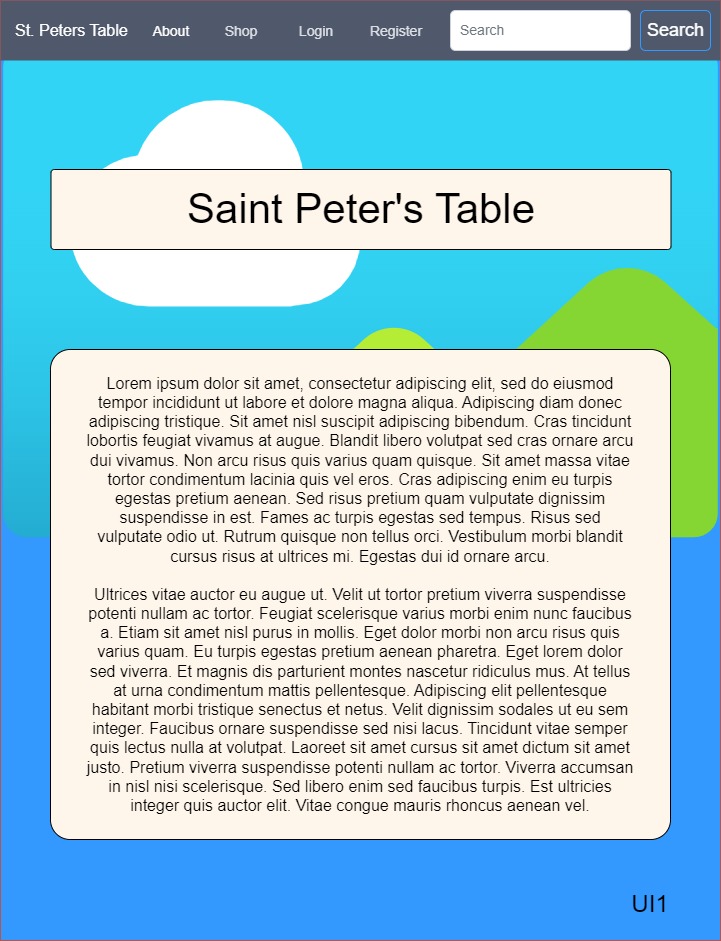 St. Peters Table About Shop Login Register Search Search
Saint Peter's Table
Lorem ipsum dolor sit amet, consectetur adipiscing elit, sed do eiusmod
tempor incididunt ut labore et dolore magna aliqua. Adipiscing diam donec
adipiscing tristique. Sit amet nisl suscipit adipiscing bibendum. Cras tincidunt
lobortis feugiat vivamus at augue. Blandit libero volutpat sed cras ornare arcu
dui vivamus. Non arcu risus quis varius quam quisque. Sit amet massa vitae
tortor condimentum lacinia quis vel eros. Cras adipiscing enim eu turpis
egestas pretium aenean. Sed risus pretium quam vulputate dignissim
suspendisse in est. Fames ac turpis egestas sed tempus. Risus sed
vulputate odio ut. Rutrum quisque non tellus orci. Vestibulum morbi blandit
cursus risus at ultrices mi. Egestas dui id ornare arcu.
Ultrices vitae auctor eu augue ut. Velit ut tortor pretium viverra suspendisse
potenti nullam ac tortor. Feugiat scelerisque varius morbi enim nunc faucibus
a. Etiam sit amet nisl purus in mollis. Eget dolor morbi non arcu risus quis
varius quam. Eu turpis egestas pretium aenean pharetra. Eget lorem dolor
sed viverra. Et magnis dis parturient montes nascetur ridiculus mus. At tellus
at urna condimentum mattis pellentesque. Adipiscing elit pellentesque
habitant morbi tristique senectus et netus. Velit dignissim sodales ut eu sem
integer. Faucibus ornare suspendisse sed nisi lacus. Tincidunt vitae semper
quis lectus nulla at volutpat. Laoreet sit amet cursus sit amet dictum sit amet
justo. Pretium viverra suspendisse potenti nullam ac tortor. Viverra accumsan
in nisl nisi scelerisque. Sed libero enim sed faucibus turpis. Est ultricies
integer quis auctor elit. Vitae congue mauris rhoncus aenean vel.
UI1